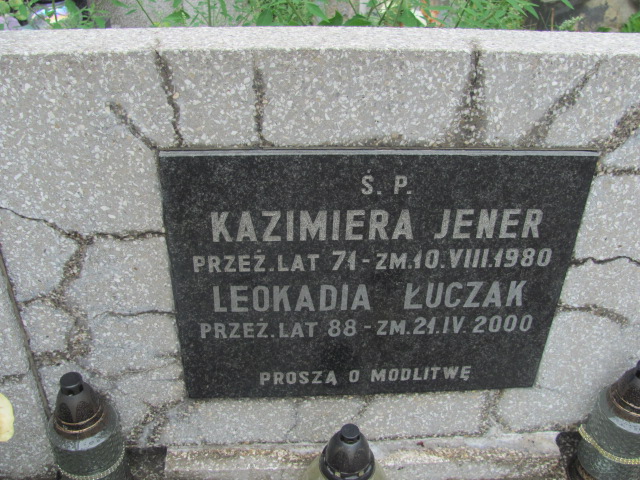 Ś. P.
KAZIMIERA JENER
PRZEŻ. LAT 71 - ZM. 10. VIII. 1980
LEOKADIA ŁUCZAK
PRZEŻ. LAT 88 - ZM. 21. IV. 2000
PROSZĄ O MODLITWĘ